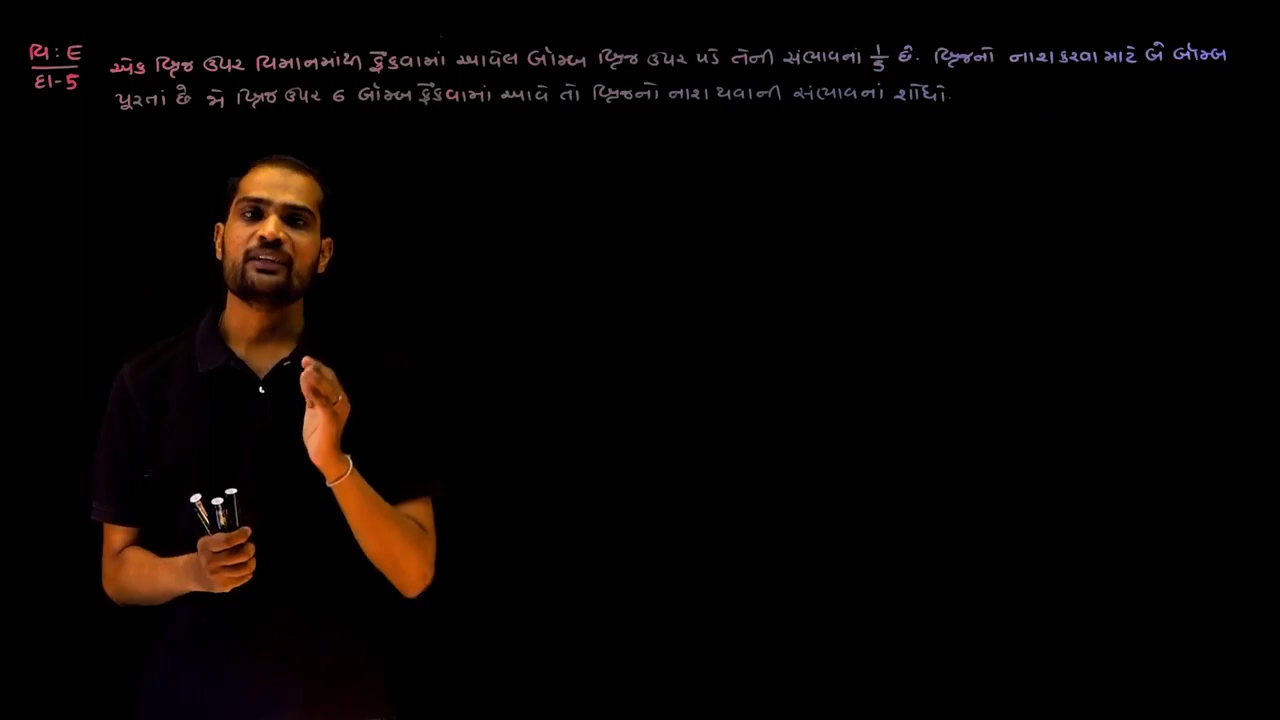 વિ : E
દા-5
એક બ્રિજ ઉપર વિમાનમાંથી ફેંકવામાં આવેલ બોમ્બ બ્રિજ ઉપર પડે તેની સંભાવના 1/5 છે. બ્રિજનો નાશ કરવા માટે બે બૉમ્બ
પૂરતાં છે જો બ્રિજ ઉપર 6 બૉમ્બ ફેંકવામાં આવે તો બ્રિજનો નાશ થવાની સંભાવના શોધો.